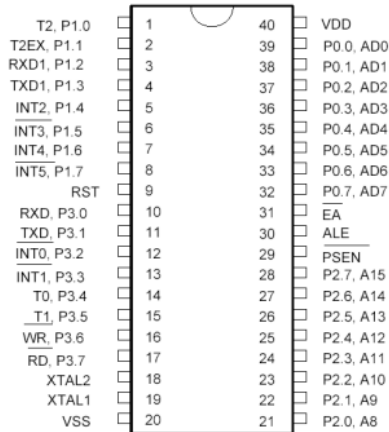 T2, P1.0 1 40 VDD
T2EX, P1.1 2 39 P0.0, AD0
RXD1, P1.2 3 38 P0.1, AD1
TXD1, P1.3 4 37 P0.2, AD2
INT2, P1.4 5 36 P0.3, AD3
INT3, P1.5 6 35 P0.4, AD4
INT4, P1.6 7 34 P0.5, AD5
INT5, P1.7 8 33 P0.6, AD6
RST 9 32 P0.7, AD7
RXD, P3.0 10 31 EA
TXD, P3.1 11 30 ALE
INT0, P3.2 12 29 PSEN
INT1, P3.3 13 28 P2.7, A15
T0, P3.4 14 27 P2.6, A14
T1, P3.5 15 26 P2.5, A13
WR, P3.6 16 25 P2.4, A12
RD, P3.7 17 24 P2.3, A11
XTAL2 18 23 P2.2, A10
XTAL1 19 22 P2.1, A9
VSS 20 21 P2.0, A8